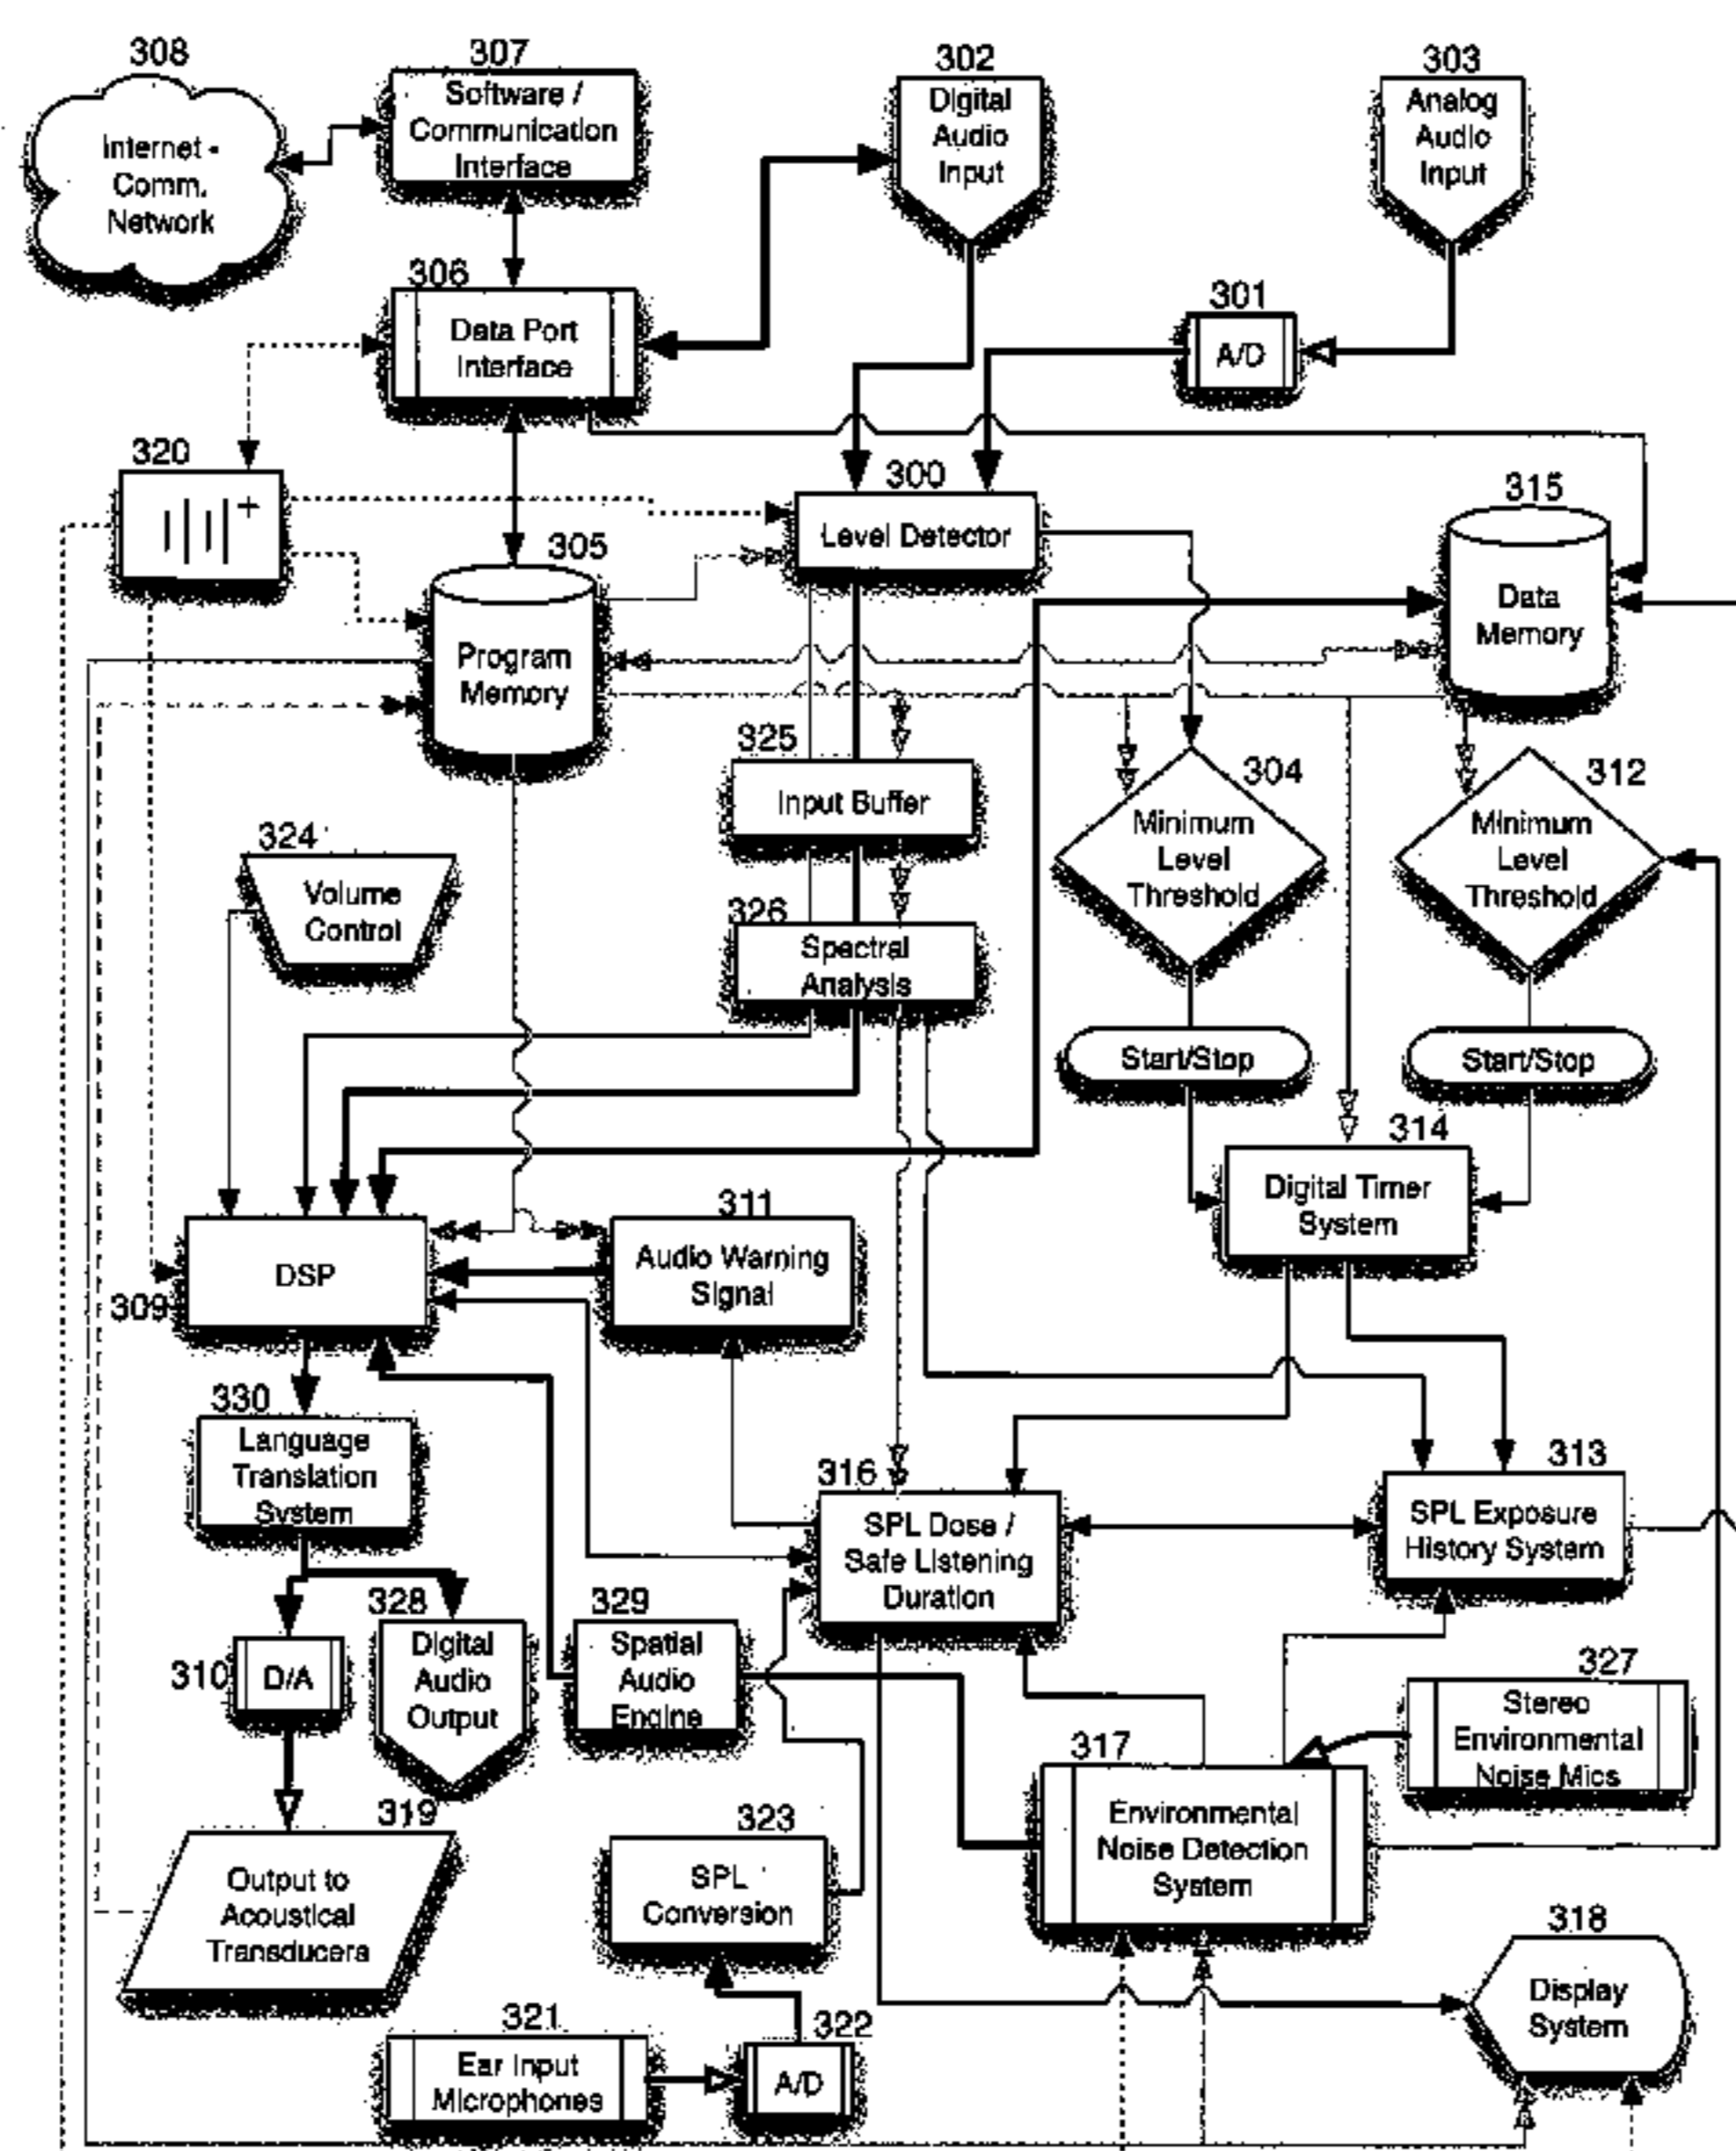 308
Internet -
Comm.
Network
307
Software /
Communication
Interface
302
Digital
Audio
Input
303
Analog
Audio
Input
306
Data Port
Interface
301
A/D
320
+
300
Level Detector
315
Data
Memory
305
Program
Memory
325
Input Buffer
304
Minimum
Level
Threshold
312
Minimum
Level
Threshold
324
Volume
Control
326
Spectral
Analysis
Start/Stop
Start/Stop
314
Digital Timer
System
311
Audio Warning
Signal
DSP
309
330
Language
Translation
System
316
SPL Dose /
Safe Listening
Duration
313
SPL Exposure
History System
310
D/A
328
Digital
Audio
Output
329
Spatial
Audio
Engine
327
Stereo
Environmental
Noise Mics
317
Environmental
Noise Detection
System
319
Output to
Acoustical
Transducers
323
SPL
Conversion
318
Display
System
321
Ear Input
Microphones
322
A/D